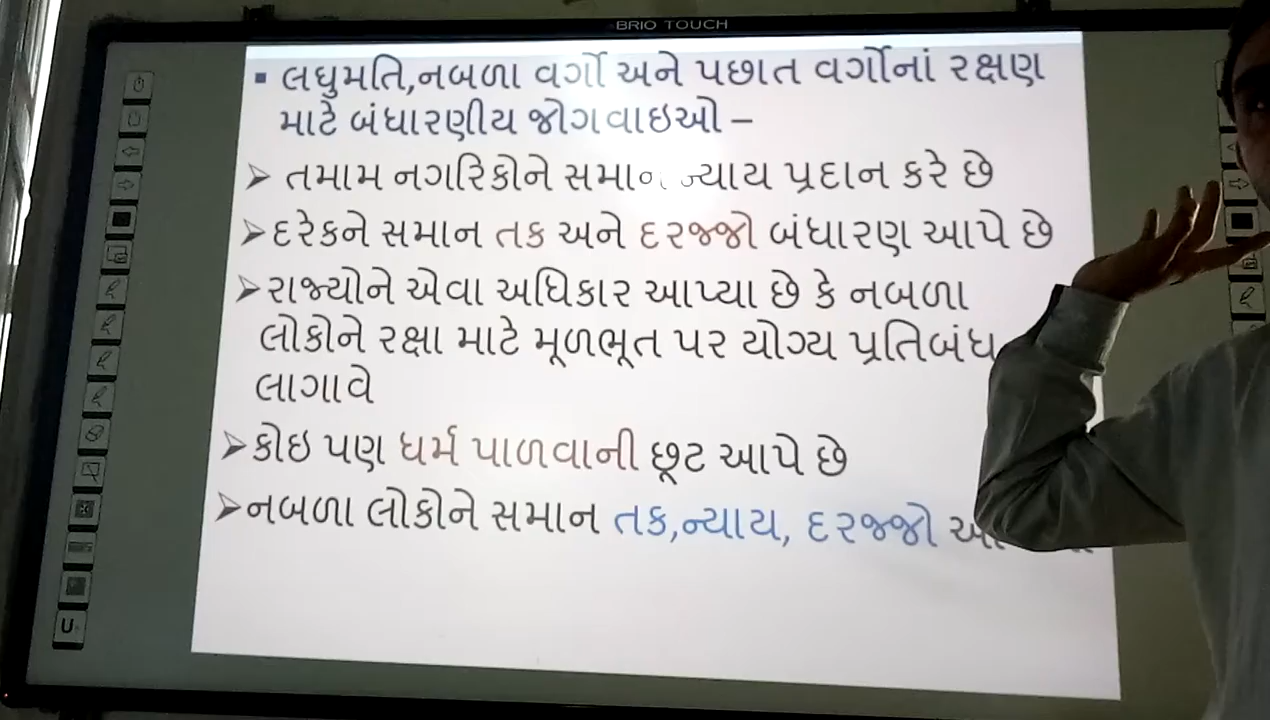 BRIO TOUCH
▪ લઘુમતિ,નબળા વર્ગો અને પછાત વર્ગોનાં રક્ષણ
માટે બંધારણીય જોગવાઇઓ –
➢ તમામ નગરિકોને સમાન ન્યાય પ્રદાન કરે છે
➢ દરેકને સમાન તક અને દરજ્જો બંધારણ આપે છે
➢ રાજ્યોને એવા અધિકાર આપ્યા છે કે નબળા
લોકોને રક્ષા માટે મૂળભૂત પર યોગ્ય પ્રતિબંધ
લાગાવે
➢ કોઇ પણ ધર્મ પાળવાની છૂટ આપે છે
➢ નબળા લોકોને સમાન તક,ન્યાય, દરજ્જો